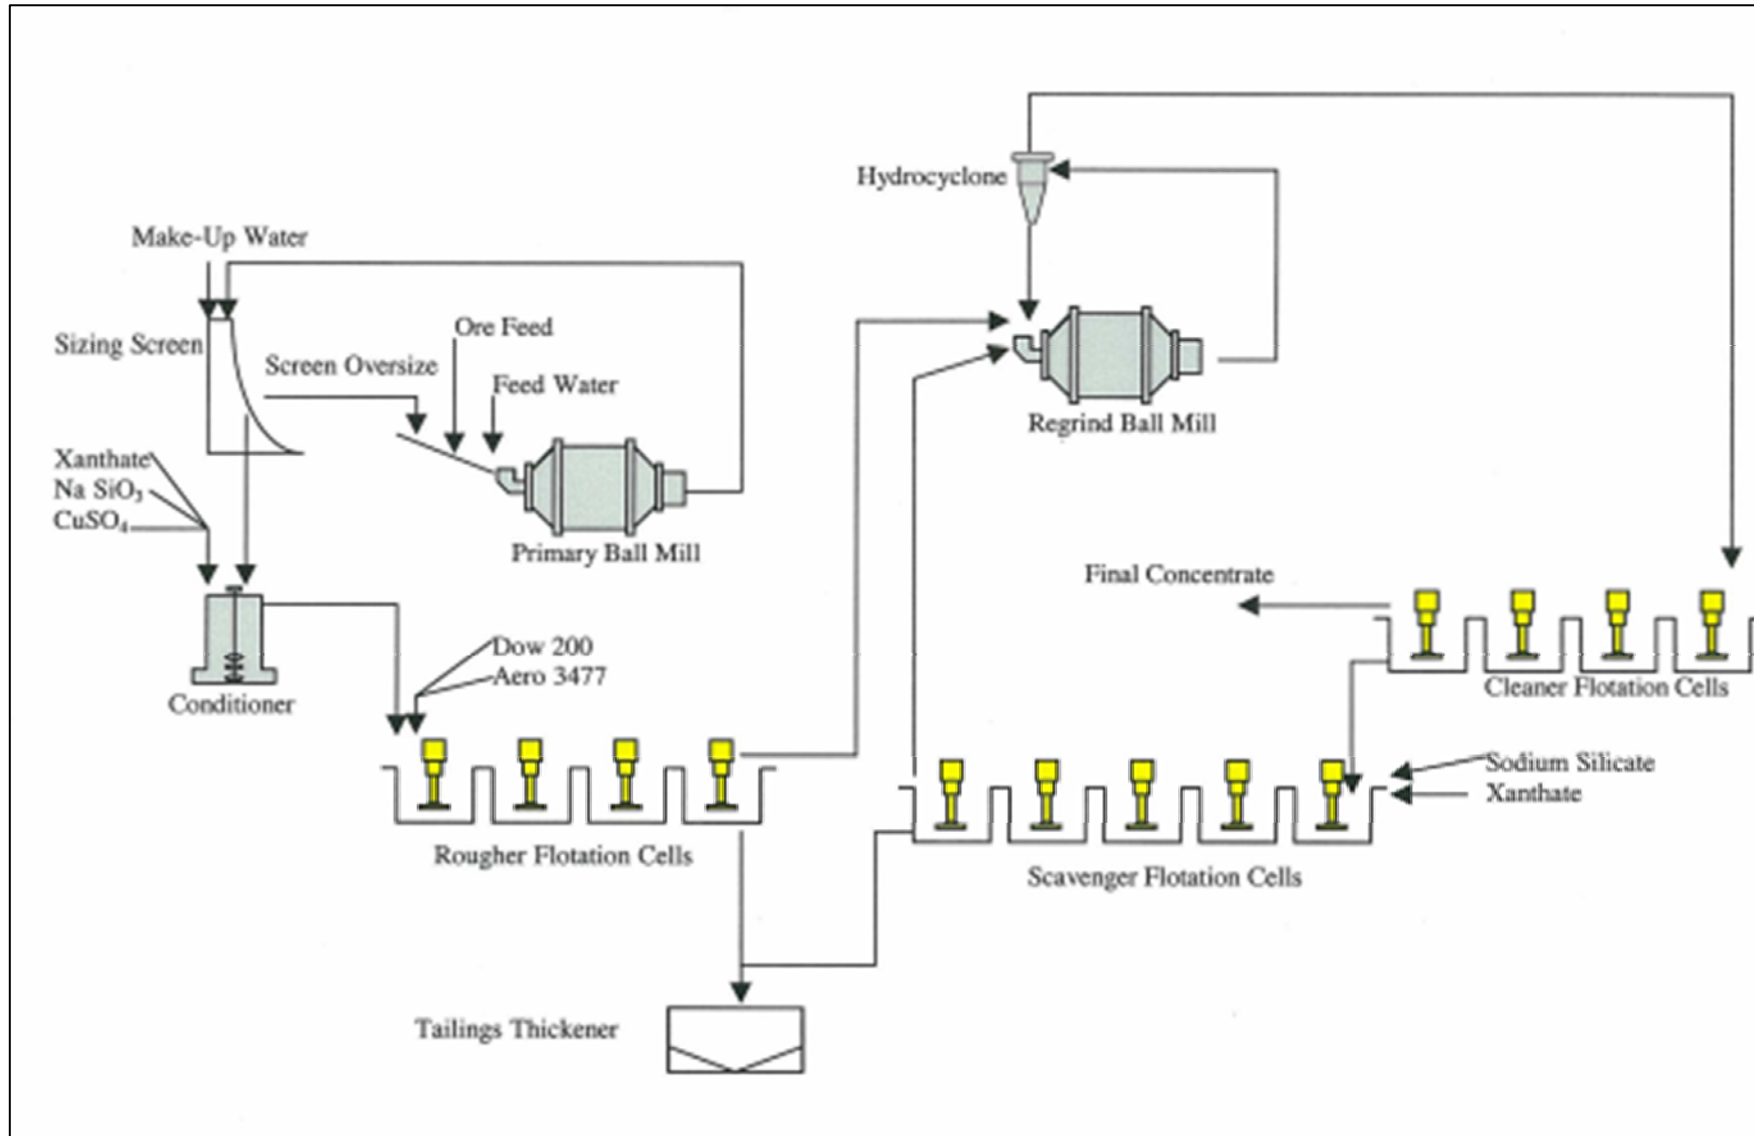 Hydrocyclone
Make-Up Water
Ore Feed
Sizing Screen
Screen Oversize
Feed Water
Regrind Ball Mill
Xanthate
Na SiO₃
CuSO₄
Primary Ball Mill
Final Concentrate
Dow 200
Aero 3477
Conditioner
Cleaner Flotation Cells
Sodium Silicate
Xanthate
Rougher Flotation Cells
Scavenger Flotation Cells
Tailings Thickener